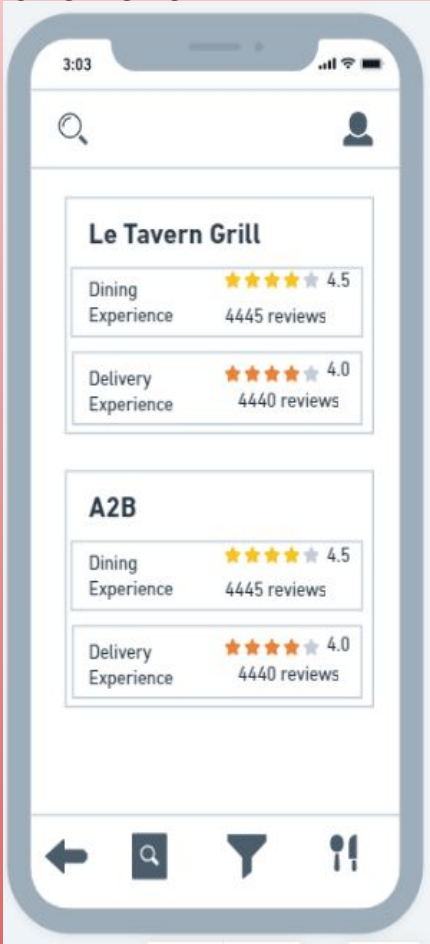 3:03
Le Tavern Grill
Dining
Experience
4.5
4445 reviews
Delivery
Experience
4.0
4440 reviews
A2B
Dining
Experience
4.5
4445 reviews
Delivery
Experience
4.0
4440 reviews